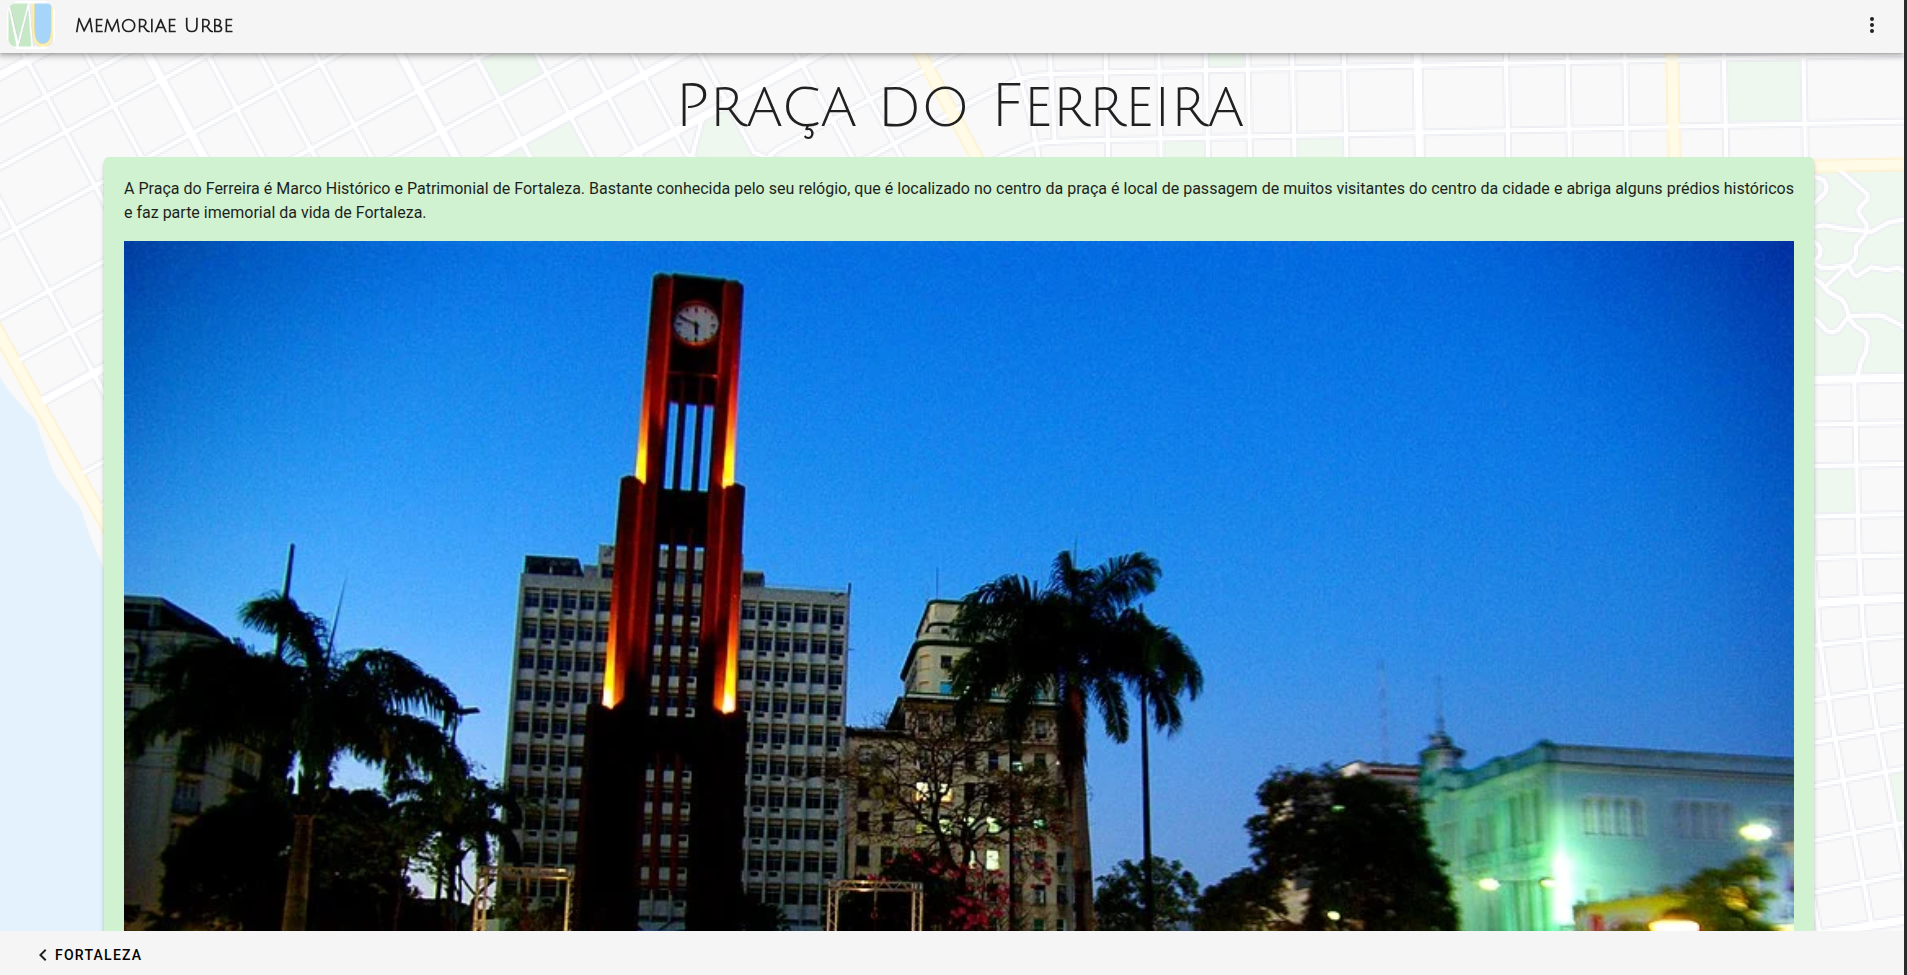 MU
Memoriae Urbe
Praça do Ferreira
A Praça do Ferreira é Marco Histórico e Patrimonial de Fortaleza. Bastante conhecida pelo seu relógio, que é localizado no centro da praça é local de passagem de muitos visitantes do centro da cidade e abriga alguns prédios históricos
e faz parte imemorial da vida de Fortaleza.
FORTALEZA